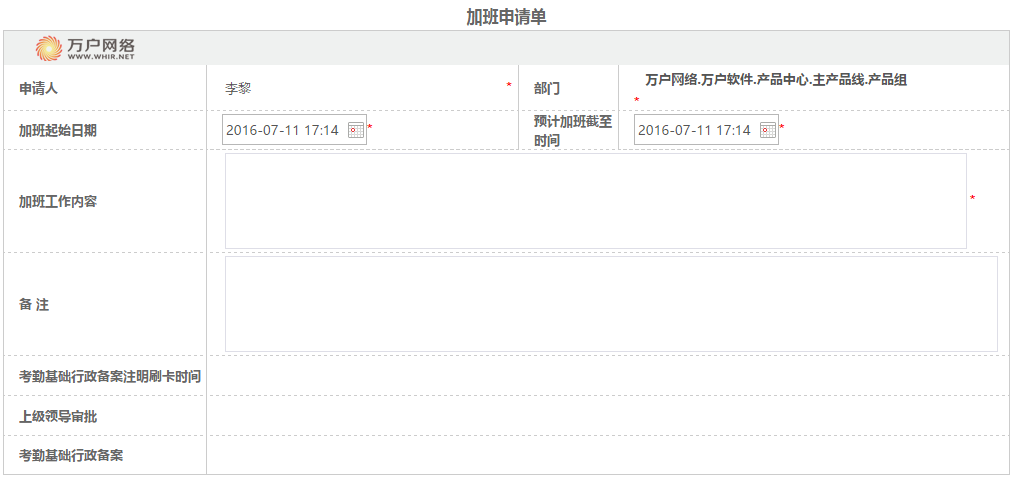 加班申请单
万户网络
WWW.WHIR.NET
申请人
李黎
*
部门
万户网络.万户软件.产品中心.主产品线.产品组
*
加班起始日期
2016-07-11 17:14
*
预计加班截至
时间
2016-07-11 17:14
*
加班工作内容
*
备 注
考勤基础行政备案注明刷卡时间
上级领导审批
考勤基础行政备案